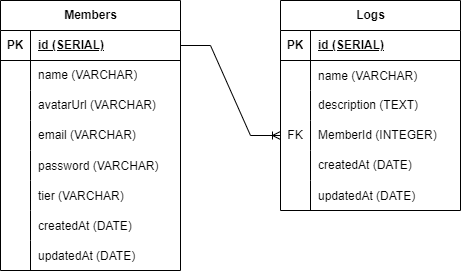 Members
PK id (SERIAL)
name (VARCHAR)
avatarUrl (VARCHAR)
email (VARCHAR)
password (VARCHAR)
tier (VARCHAR)
createdAt (DATE)
updatedAt (DATE)
Logs
PK id (SERIAL)
name (VARCHAR)
description (TEXT)
FK MemberId (INTEGER)
createdAt (DATE)
updatedAt (DATE)